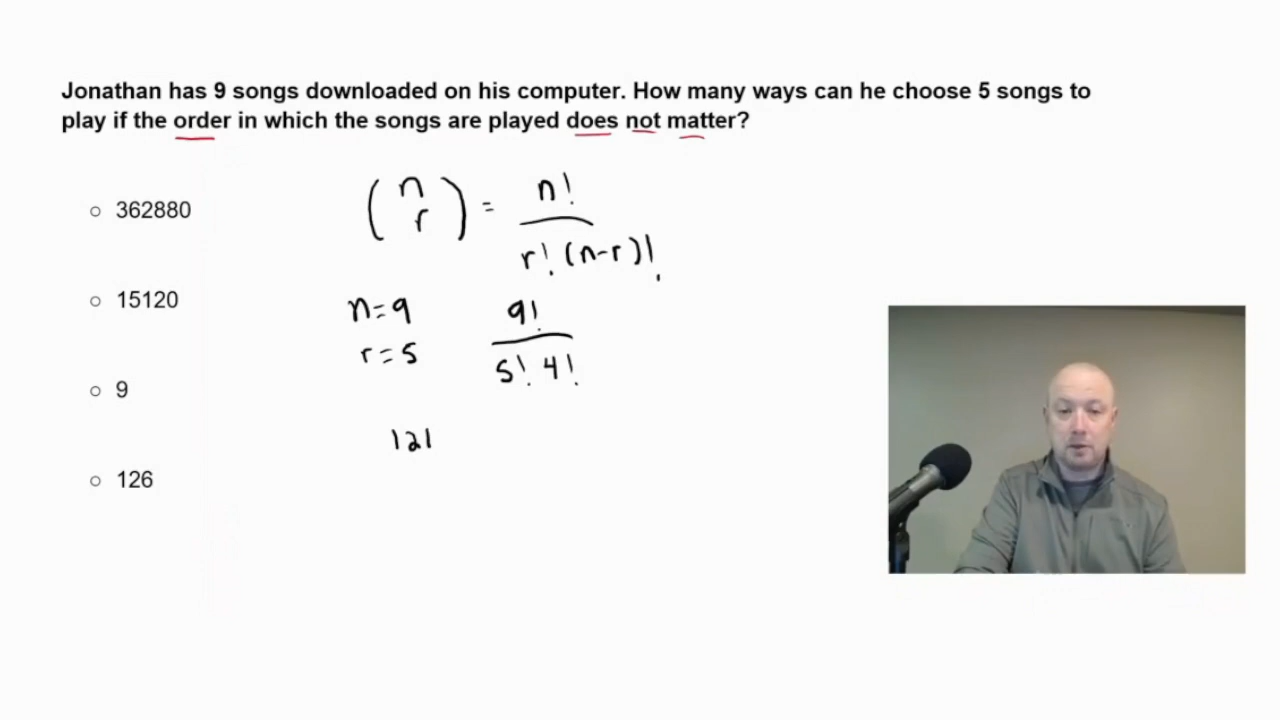 Jonathan has 9 songs downloaded on his computer. How many ways can he choose 5 songs to
play if the order in which the songs are played does not matter?
362880
(n r) = n! / r! (n-r)!
15120
n=9
r=5
9! / 5! 4!
9
121
126